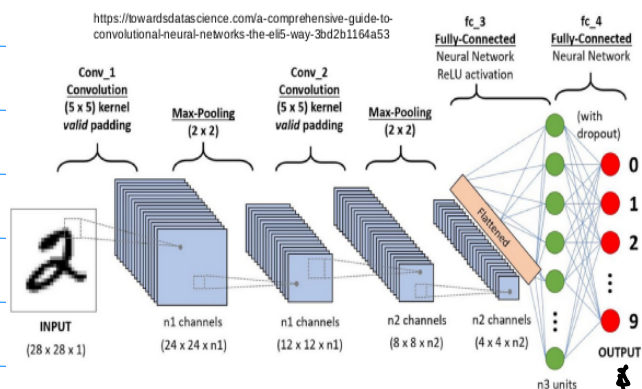 https://towardsdatascience.com/a-comprehensive-guide-to-
convolutional-neural-networks-the-eli5-way-3bd2b1164a53
Conv_1
Convolution
(5 x 5) kernel
valid padding
Max-Pooling
(2 x 2)
Conv_2
Convolution
(5 x 5) kernel
valid padding
Max-Pooling
(2 x 2)
fc_3
Fully-Connected
Neural Network
ReLU activation
fc_4
Fully-Connected
Neural Network
(with
dropout)
2
Flattened
0
1
2
9
INPUT
(28 x 28 x 1)
n1 channels
(24 x 24 x n1)
n1 channels
(12 x 12 x n1)
n2 channels
(8 x 8 x n2)
n2 channels
(4 x 4 x n2)
n3 units
OUTPUT